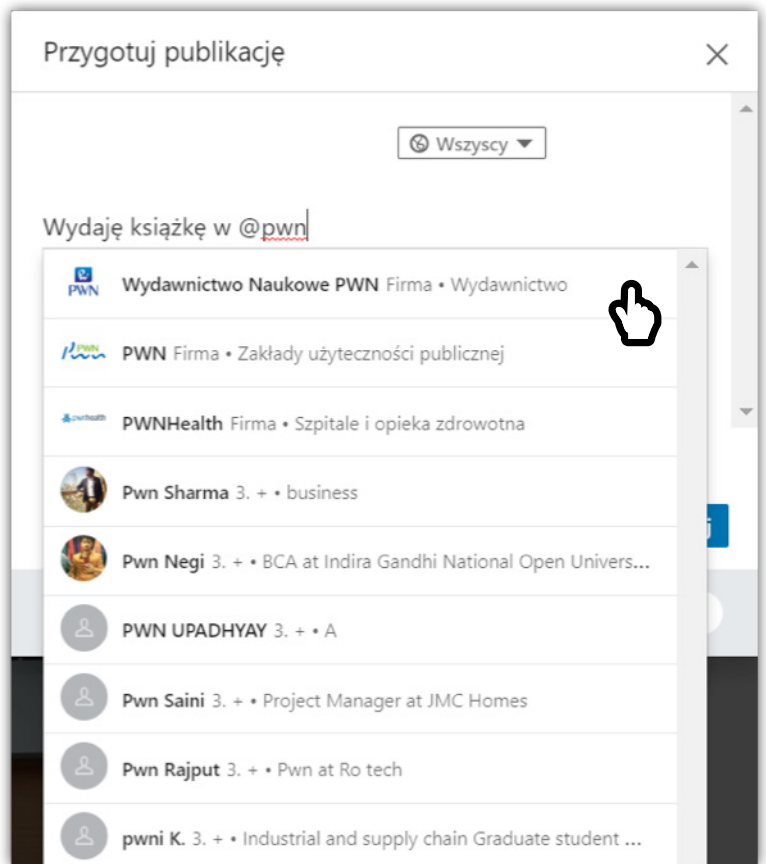 Przygotuj publikację
Wszyscy
Wydaję książkę w @pwn
PWN Wydawnictwo Naukowe PWN Firma • Wydawnictwo
PWN PWN Firma • Zakłady użyteczności publicznej
pwnhealth PWNHealth Firma • Szpitale i opieka zdrowotna
Pwn Sharma 3. + • business
Pwn Negi 3. + • BCA at Indira Gandhi National Open Univers...
j
PWN UPADHYAY 3. + • A
Pwn Saini 3. + • Project Manager at JMC Homes
Pwn Rajput 3. + • Pwn at Ro tech
pwni K. 3. + • Industrial and supply chain Graduate student ...